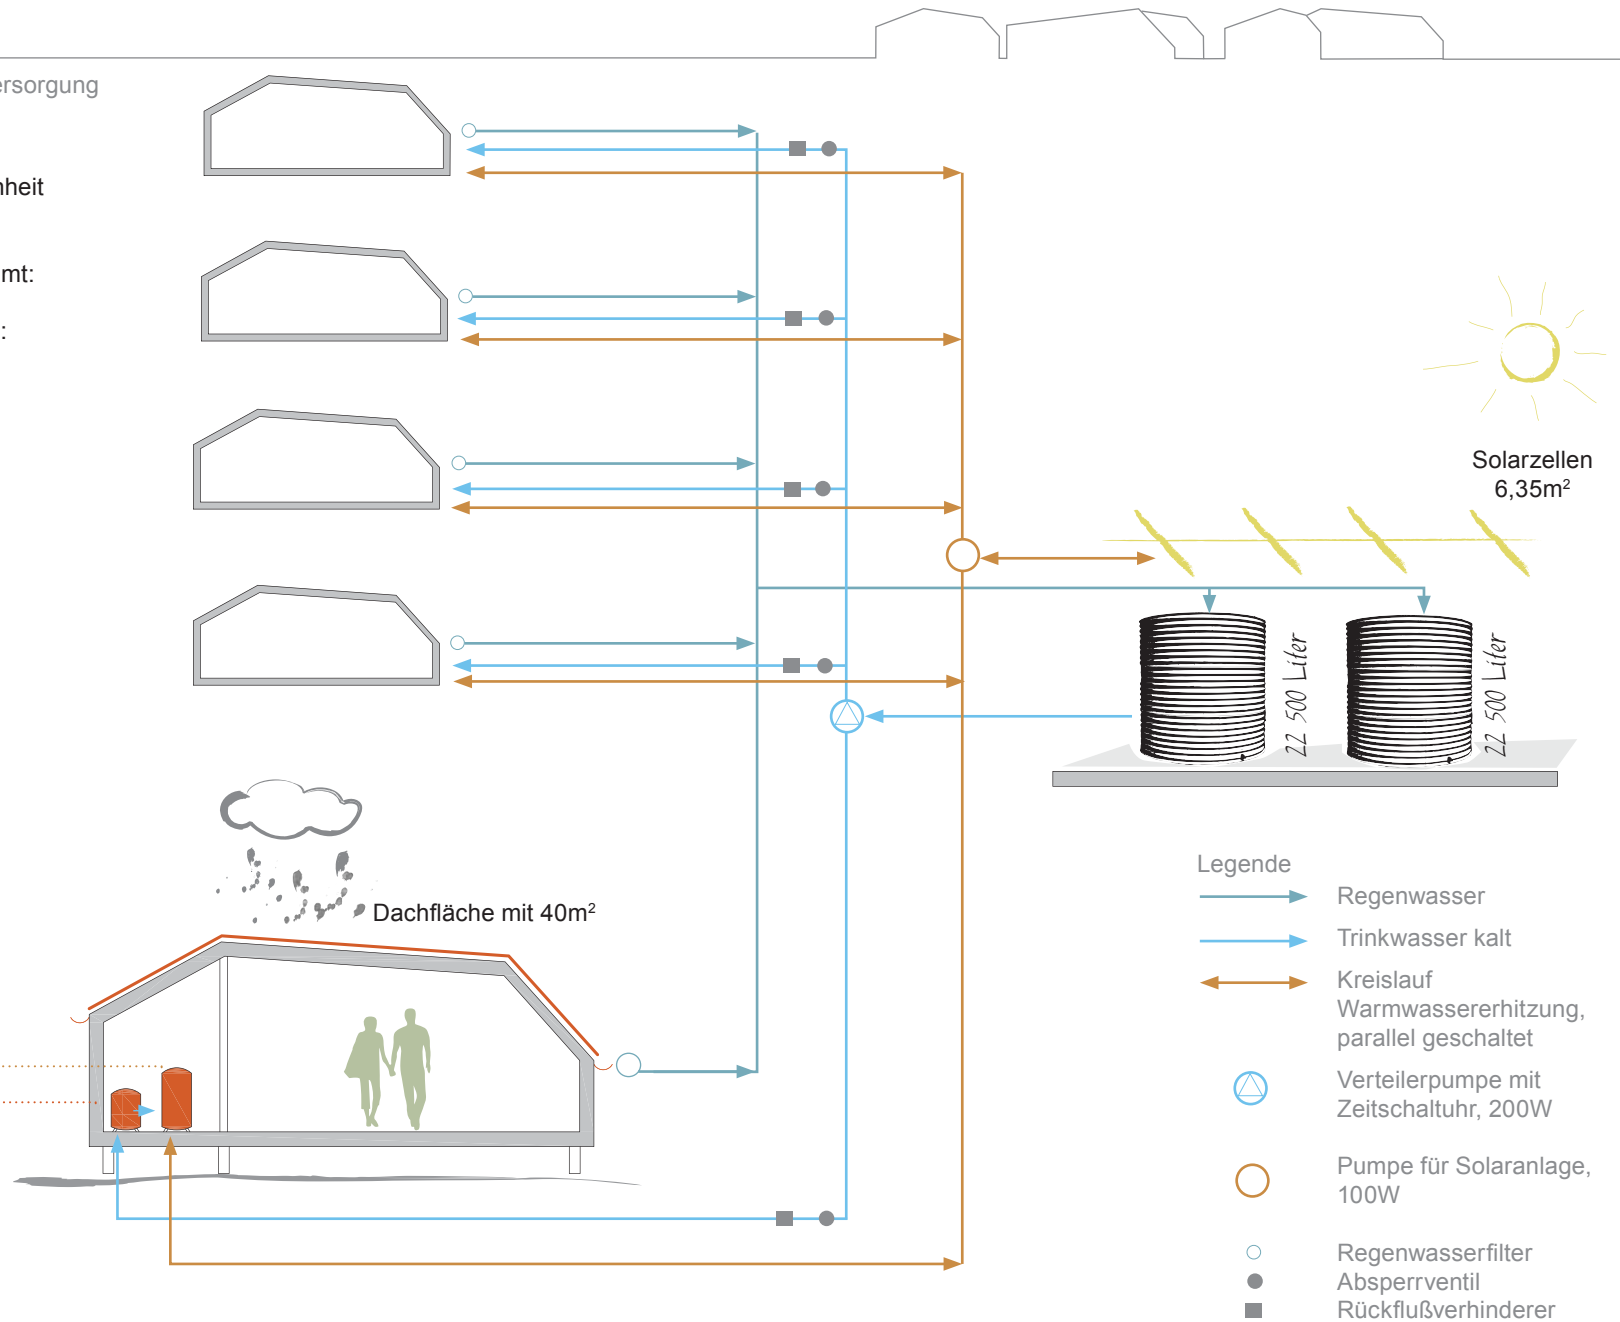 ersorgung
nheit
mt:
:
Solarzellen
6,35m²
22 500 Liter
22 500 Liter
Dachfläche mit 40m²
Legende
Regenwasser
Trinkwasser kalt
Kreislauf
Warmwassererhitzung,
parallel geschaltet
Verteilerpumpe mit
Zeitschaltuhr, 200W
Pumpe für Solaranlage,
100W
Regenwasserfilter
Absperrventil
Rückflußverhinderer